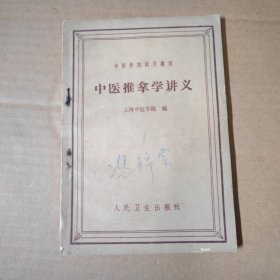 中医学院试用教材
中医推拿学讲义
上海中医学院 编
人民卫生出版社